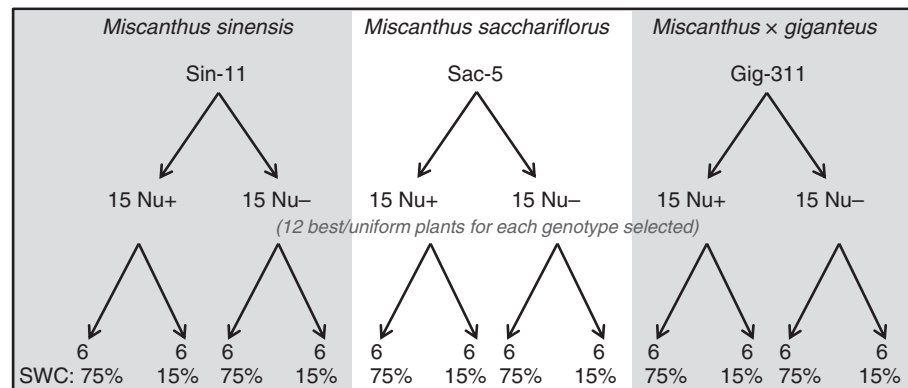 Miscanthus sinensis Miscanthus sacchariflorus Miscanthus × giganteus
Sin-11 Sac-5 Gig-311
15 Nu+ 15 Nu– 15 Nu+ 15 Nu– 15 Nu+ 15 Nu–
(12 best/uniform plants for each genotype selected)
6 6 6 6 6 6 6 6 6 6 6 6
SWC: 75% 15% 75% 15% 75% 15% 75% 15% 75% 15% 75% 15%